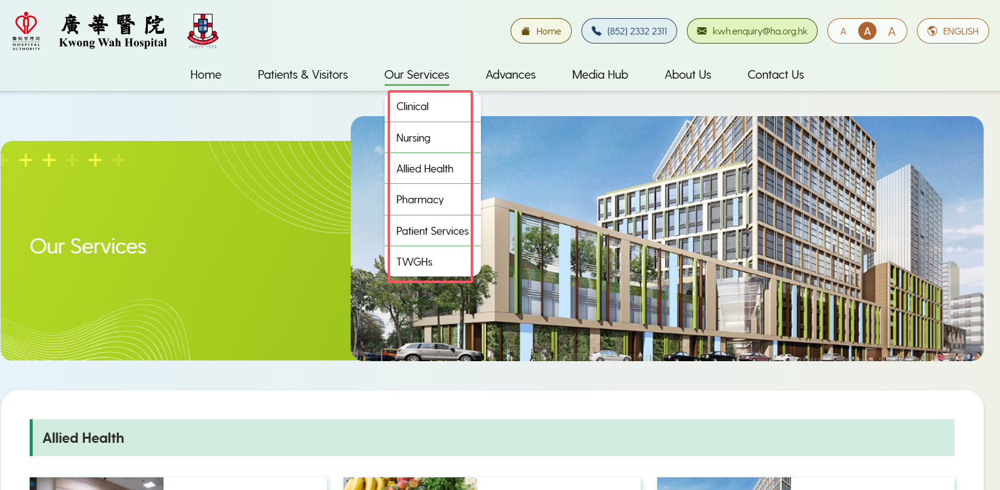 廣華醫院
Kwong Wah Hospital
醫院管理局
HOSPITAL
AUTHORITY
Home
(852) 2332 2311
kwh.enquiry@ha.org.hk
A A A
ENGLISH
Home
Patients & Visitors
Our Services
Advances
Media Hub
About Us
Contact Us
Clinical
Nursing
Allied Health
Pharmacy
Patient Services
TWGHs
Our Services
Allied Health